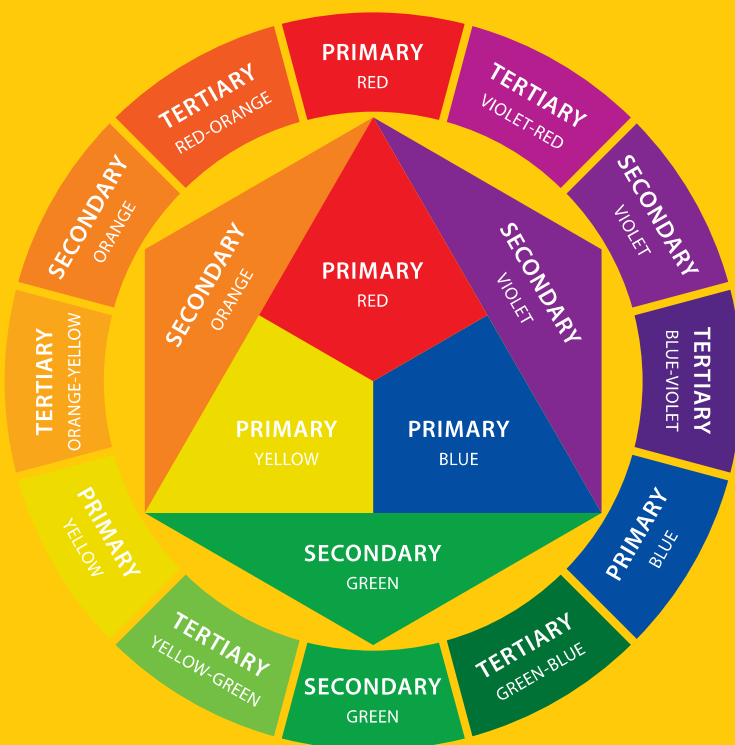 PRIMARY
RED
TERTIARY
VIOLET-RED
SECONDARY
VIOLET
TERTIARY
BLUE-VIOLET
PRIMARY
BLUE
TERTIARY
GREEN-BLUE
SECONDARY
GREEN
TERTIARY
YELLOW-GREEN
PRIMARY
YELLOW
TERTIARY
ORANGE-YELLOW
SECONDARY
ORANGE
TERTIARY
RED-ORANGE
PRIMARY
RED
SECONDARY
VIOLET
PRIMARY
BLUE
SECONDARY
GREEN
PRIMARY
YELLOW
SECONDARY
ORANGE